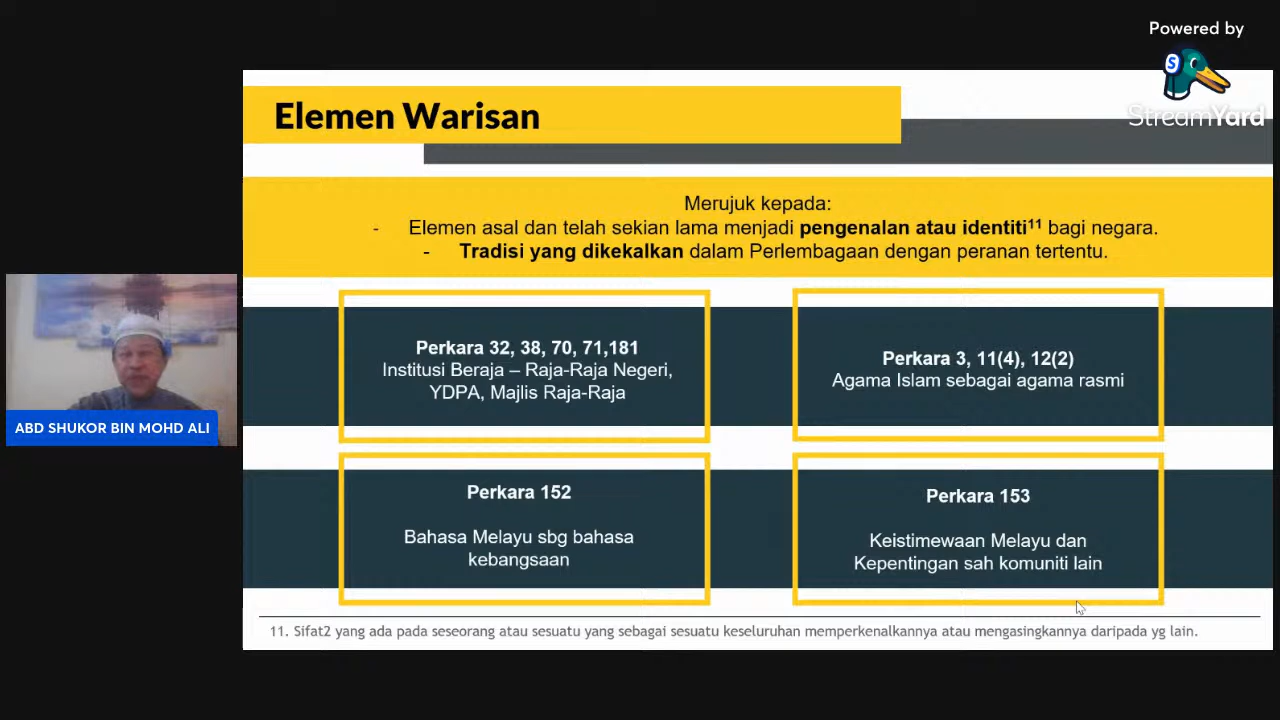 Powered by
StreamYard
Elemen Warisan
Merujuk kepada:
- Elemen asal dan telah sekian lama menjadi pengenalan atau identiti¹¹ bagi negara.
- Tradisi yang dikekalkan dalam Perlembagaan dengan peranan tertentu.
Perkara 32, 38, 70, 71,181
Institusi Beraja – Raja-Raja Negeri,
YDPA, Majlis Raja-Raja
Perkara 3, 11(4), 12(2)
Agama Islam sebagai agama rasmi
ABD SHUKOR BIN MOHD ALI
Perkara 152
Bahasa Melayu sbg bahasa
kebangsaan
Perkara 153
Keistimewaan Melayu dan
Kepentingan sah komuniti lain
11. Sifat2 yang ada pada seseorang atau sesuatu yang sebagai sesuatu keseluruhan memperkenalkannya atau mengasingkannya daripada yg lain.